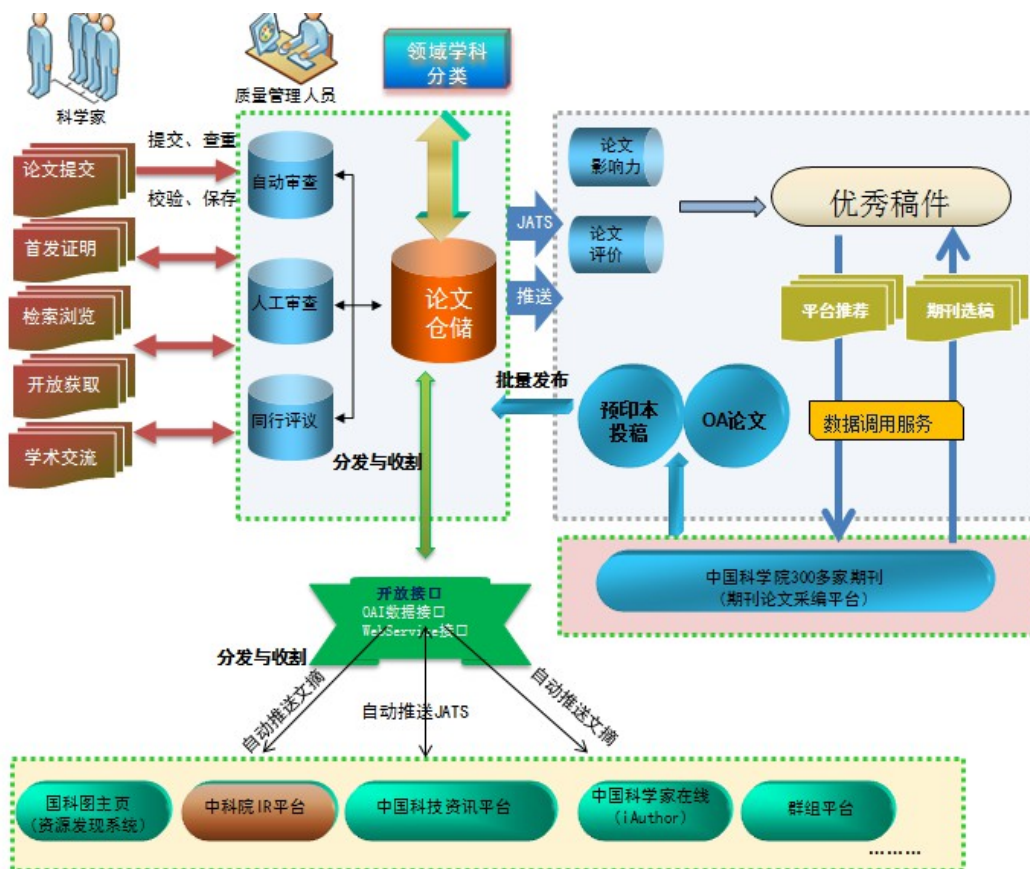 科学家
质量管理人员
领域学科
分类
论文提交
首发证明
检索浏览
开放获取
学术交流
提交、查重
校验、保存
自动审查
人工审查
同行评议
论文
仓储
分发与收割
JATS
推送
论文
影响力
论文
评价
优秀稿件
平台推荐
期刊选稿
批量发布
预印本
投稿
OA论文
数据调用服务
中国科学院300多家期刊
(期刊论文采编平台)
开放接口
OAI数据接口
WebService接口
分发与收割
自动推送文摘
自动推送JATS
自动推送文摘
国科图主页
(资源发现系统)
中科院IR平台
中国科技资讯平台
中国科学家在线
(iAuthor)
群组平台
………